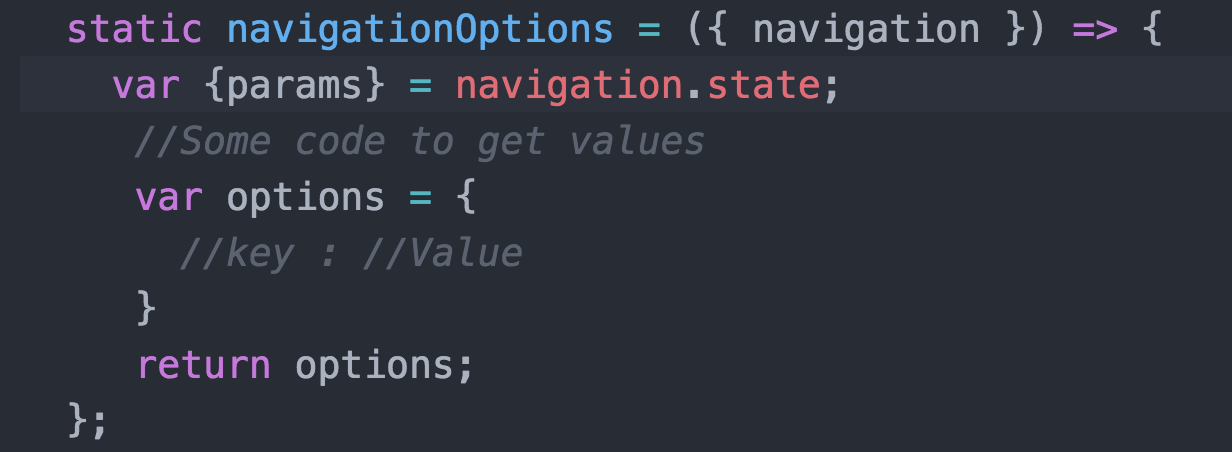 static navigationOptions = ({ navigation }) => {
var {params} = navigation.state;
//Some code to get values
var options = {
//key : //Value
}
return options;
};